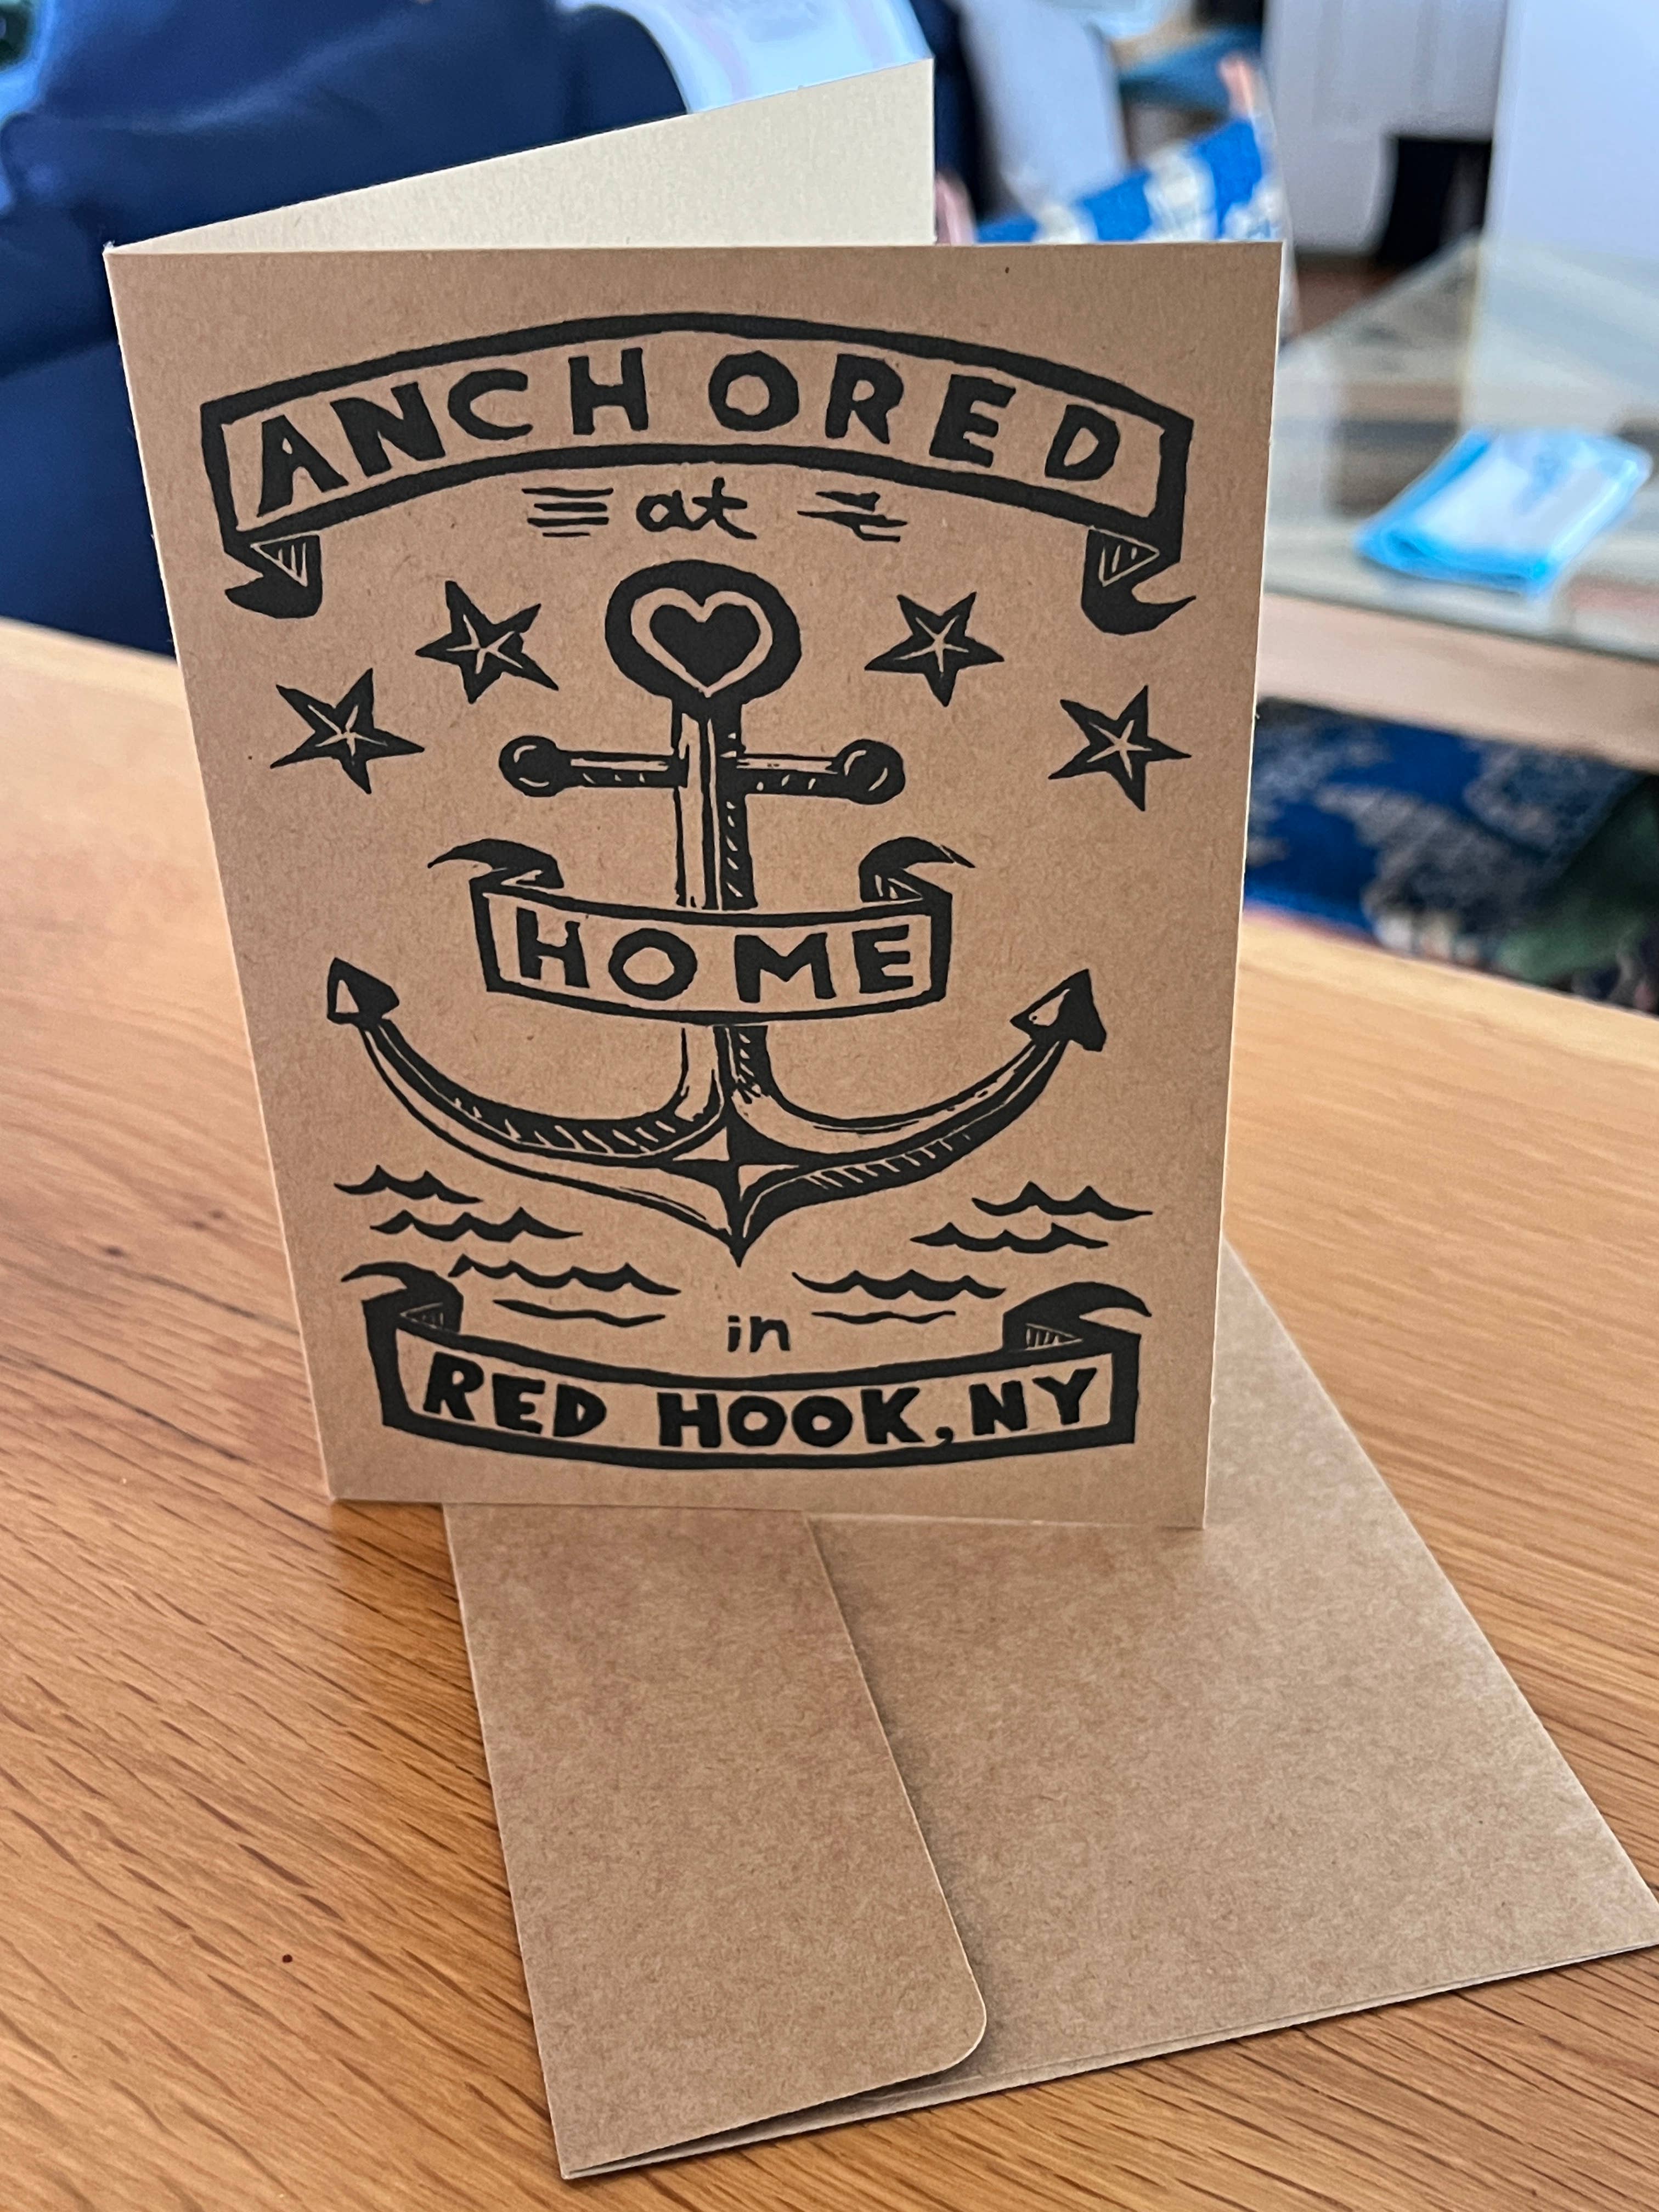 ANCHORED
at
HOME
in
RED HOOK, NY